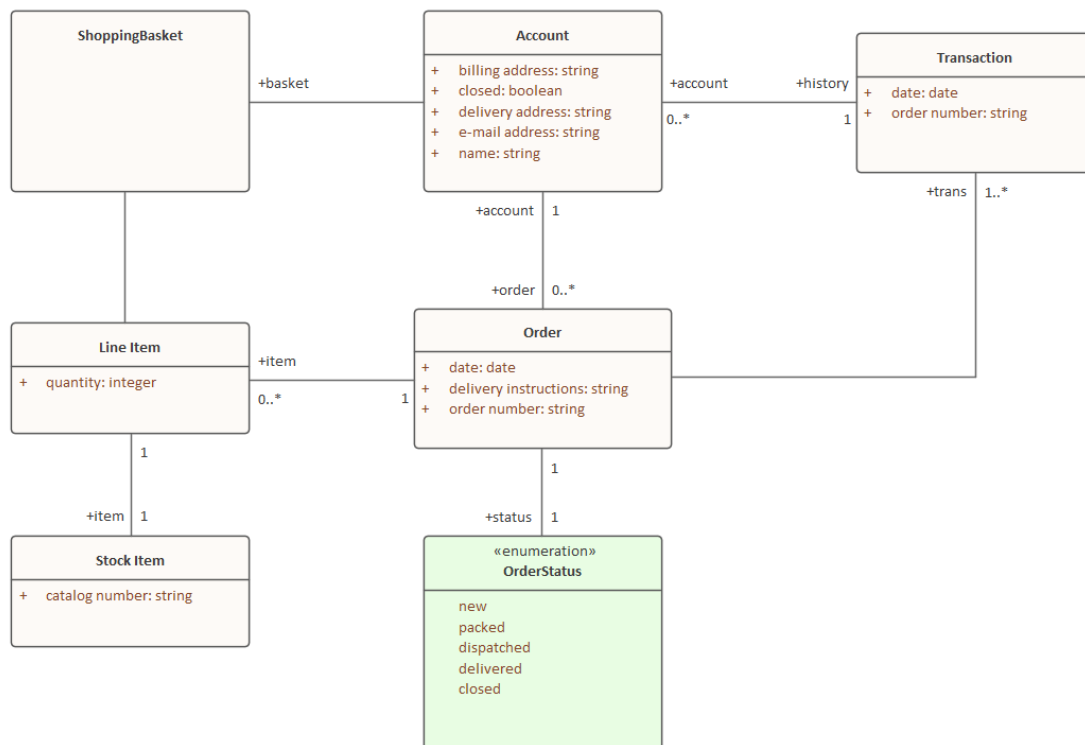 ShoppingBasket
+basket
Account
+ billing address: string
+ closed: boolean
+ delivery address: string
+ e-mail address: string
+ name: string
+account
0..*
+history
1
Transaction
+ date: date
+ order number: string
+trans
1..*
+account
1
+order
0..*
Line Item
+ quantity: integer
+item
0..*
1
Order
+ date: date
+ delivery instructions: string
+ order number: string
1
+item
1
Stock Item
+ catalog number: string
1
+status
1
«enumeration»
OrderStatus
new
packed
dispatched
delivered
closed